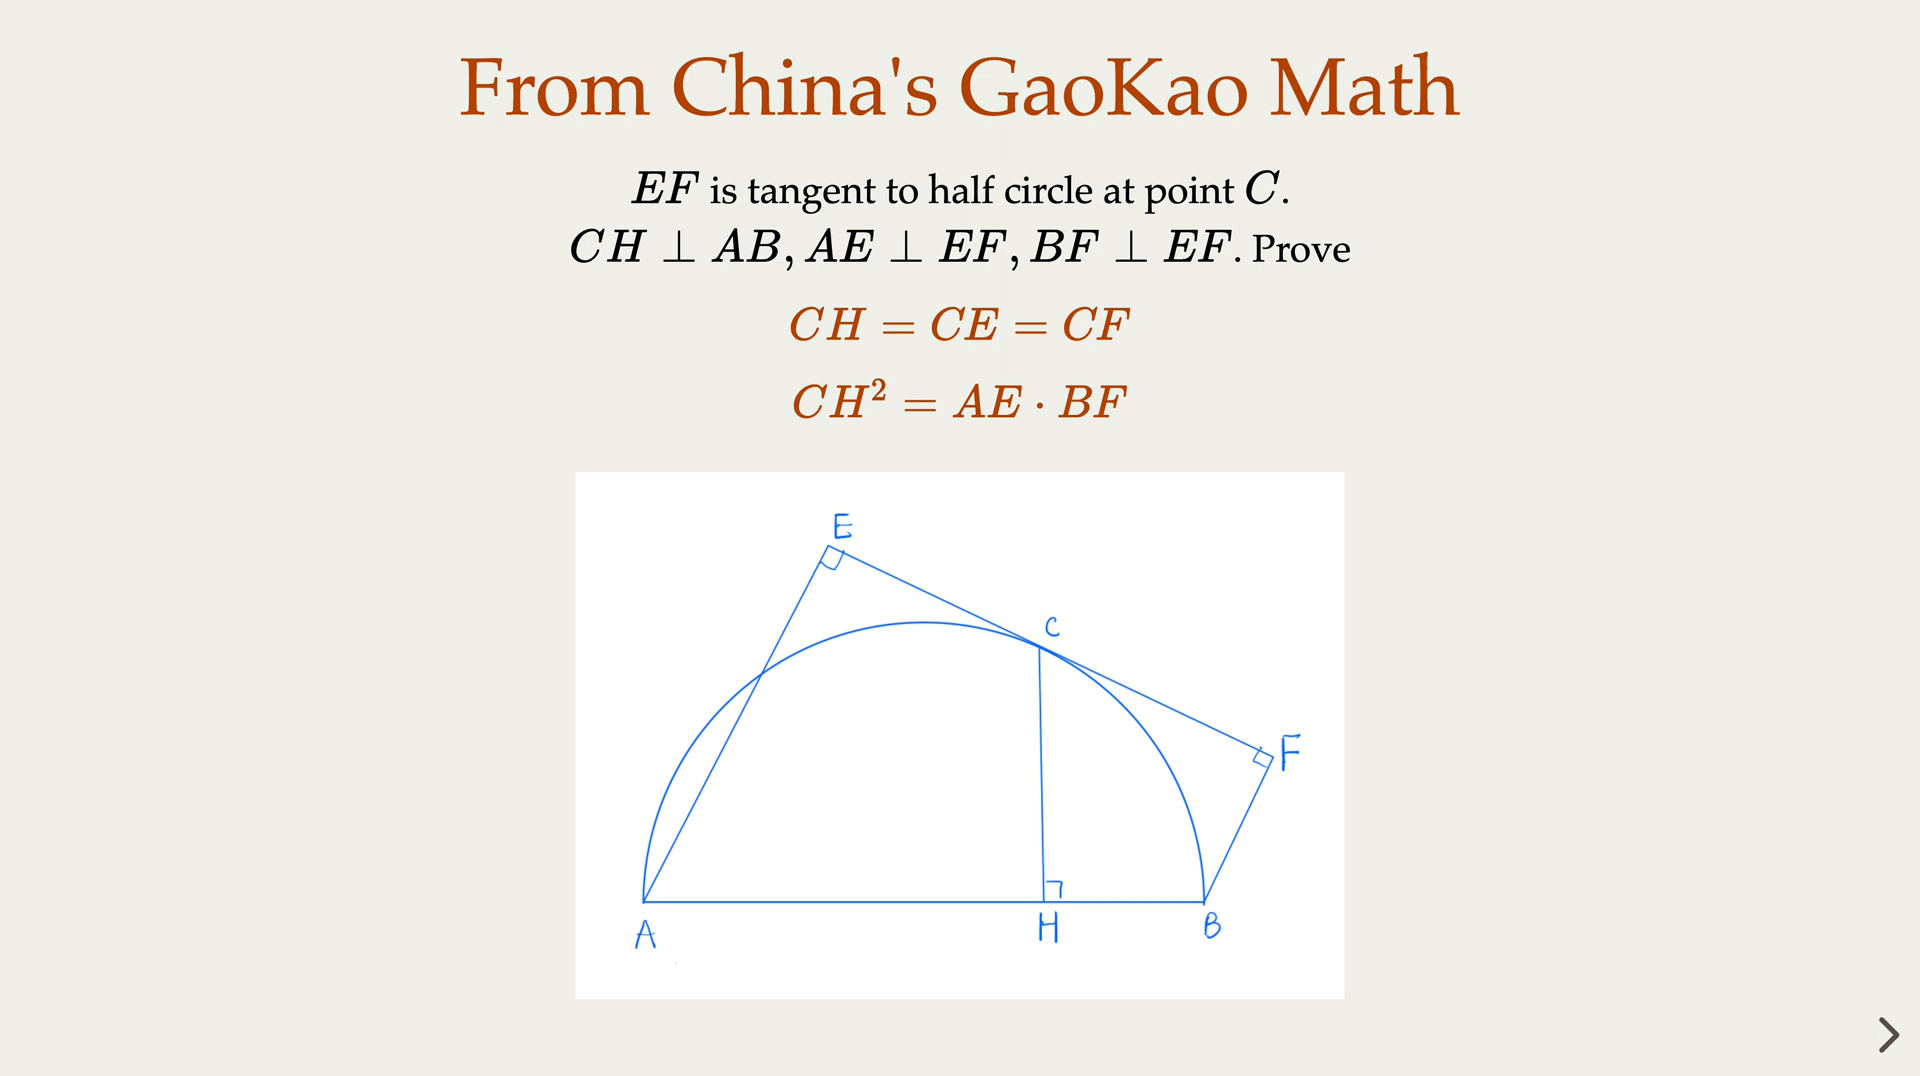 From China's GaoKao Math
EF is tangent to half circle at point C.
CH ⊥ AB, AE ⊥ EF, BF ⊥ EF. Prove
CH = CE = CF
CH² = AE · BF
E
C
F
A
H
B